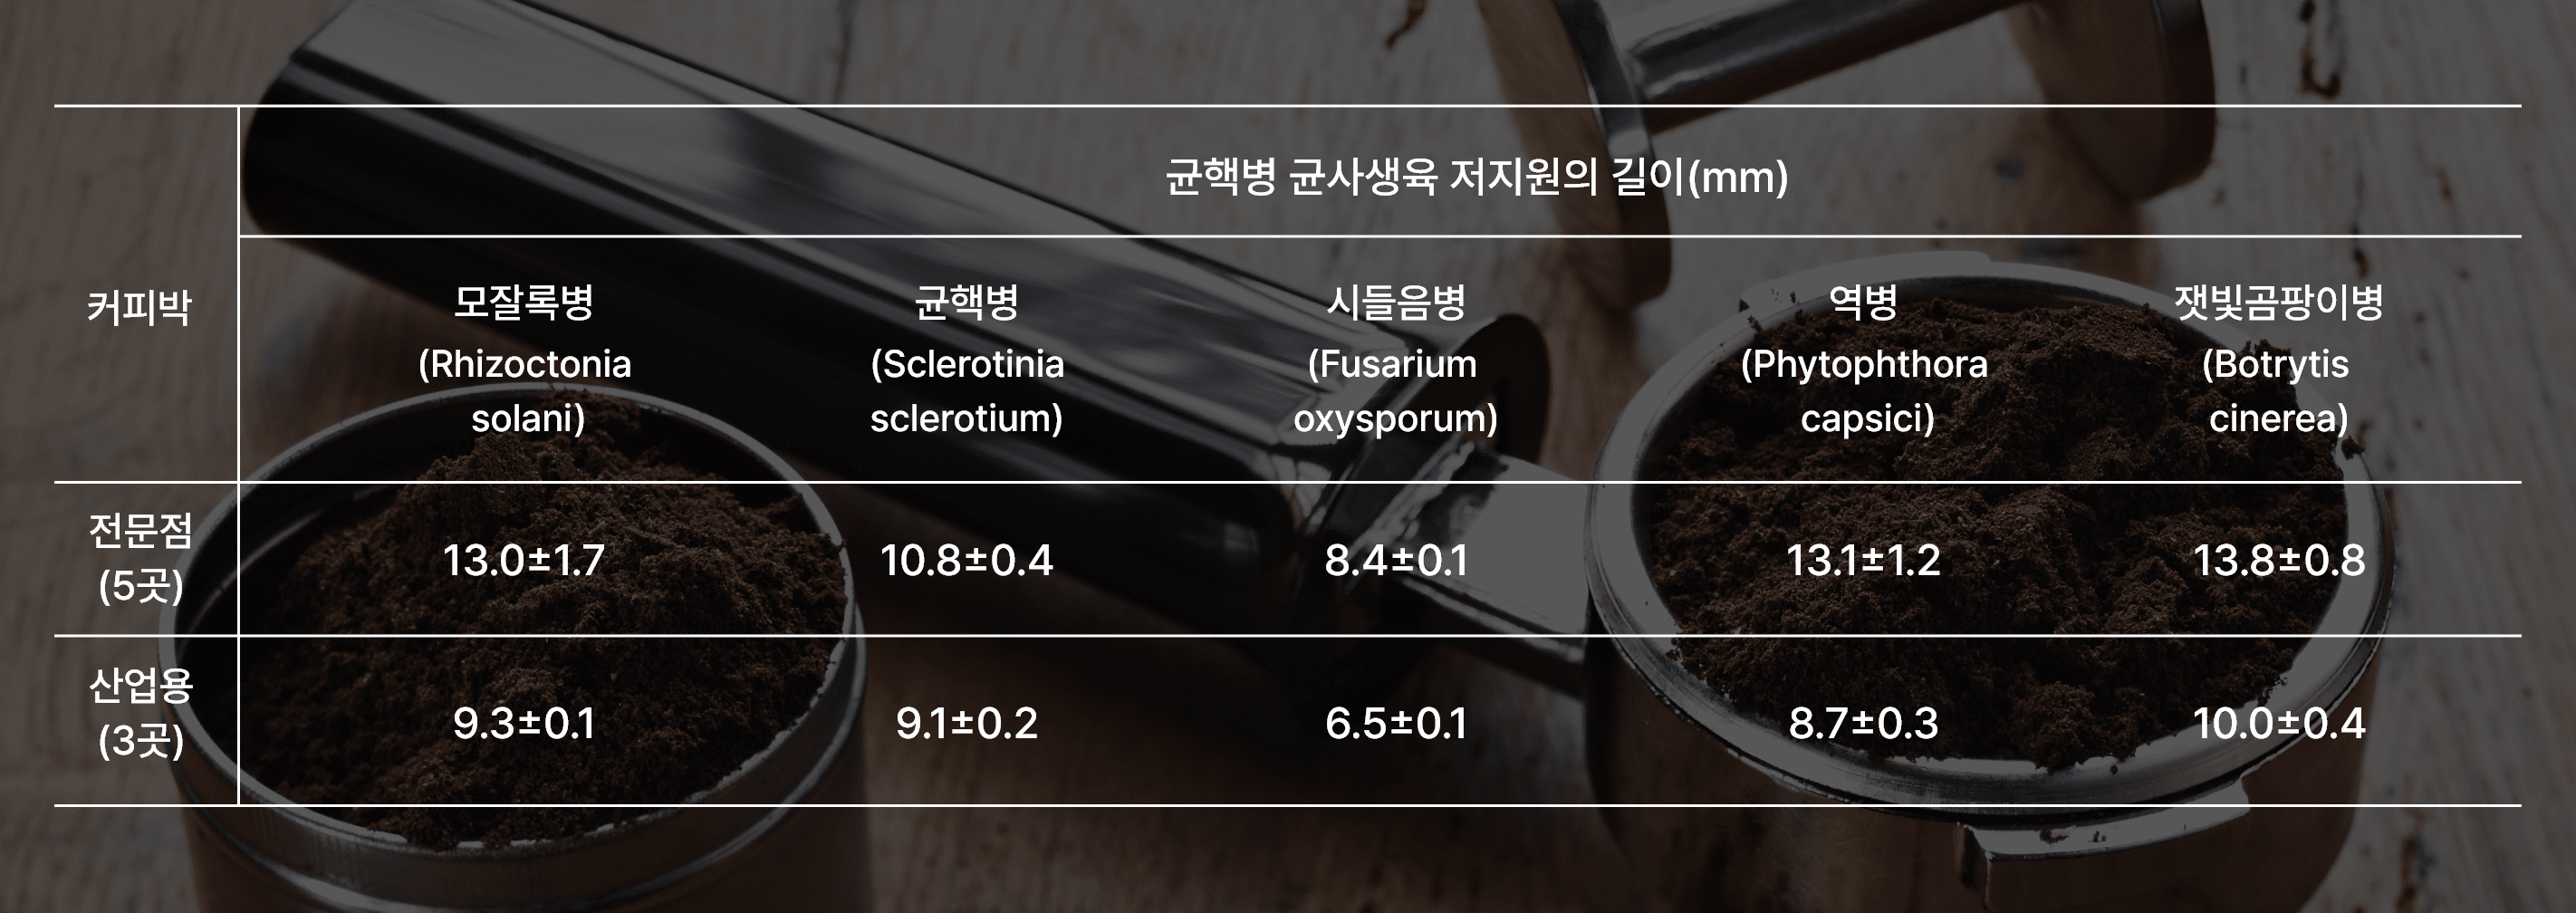 균핵병 균사생육 저지원의 길이(mm)
커피박
모잘록병
(Rhizoctonia
solani)
균핵병
(Sclerotinia
sclerotium)
시들음병
(Fusarium
oxysporum)
역병
(Phytophthora
capsici)
잿빛곰팡이병
(Botrytis
cinerea)
전문점
(5곳)
13.0±1.7
10.8±0.4
8.4±0.1
13.1±1.2
13.8±0.8
산업용
(3곳)
9.3±0.1
9.1±0.2
6.5±0.1
8.7±0.3
10.0±0.4